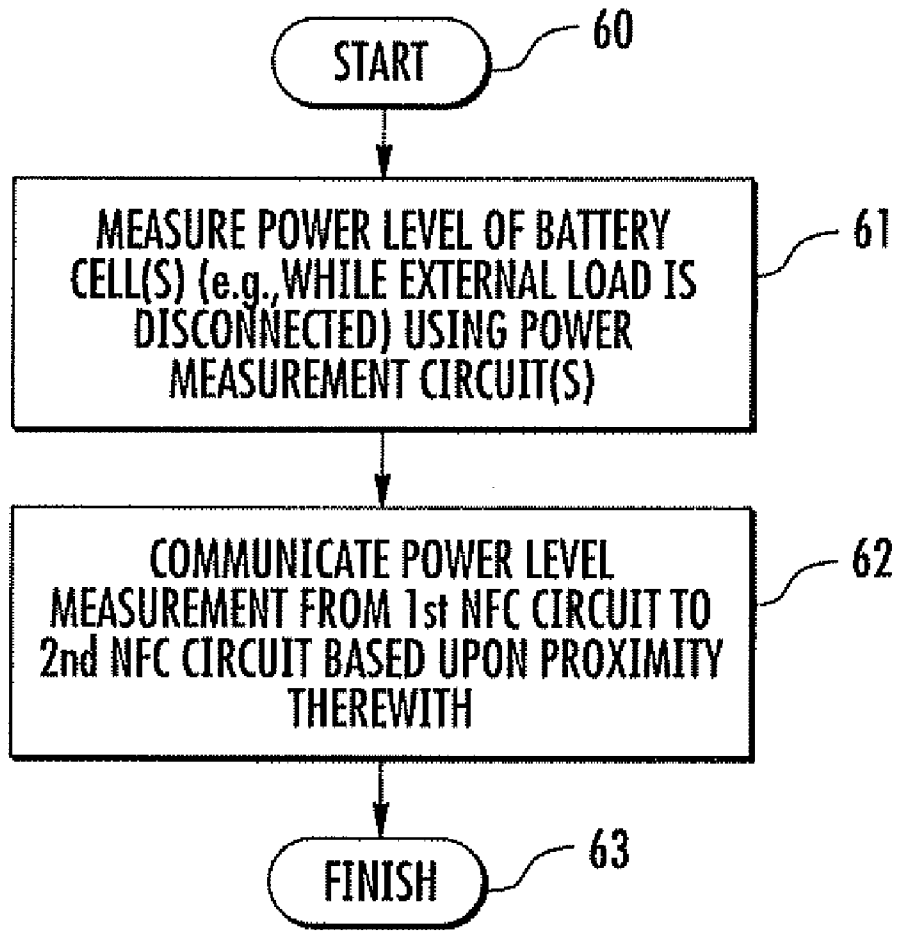 START
60
MEASURE POWER LEVEL OF BATTERY
CELL(S) (e.g.,WHILE EXTERNAL LOAD IS
DISCONNECTED) USING POWER
MEASUREMENT CIRCUIT(S)
61
COMMUNICATE POWER LEVEL
MEASUREMENT FROM 1st NFC CIRCUIT TO
2nd NFC CIRCUIT BASED UPON PROXIMITY
THEREWITH
62
FINISH
63